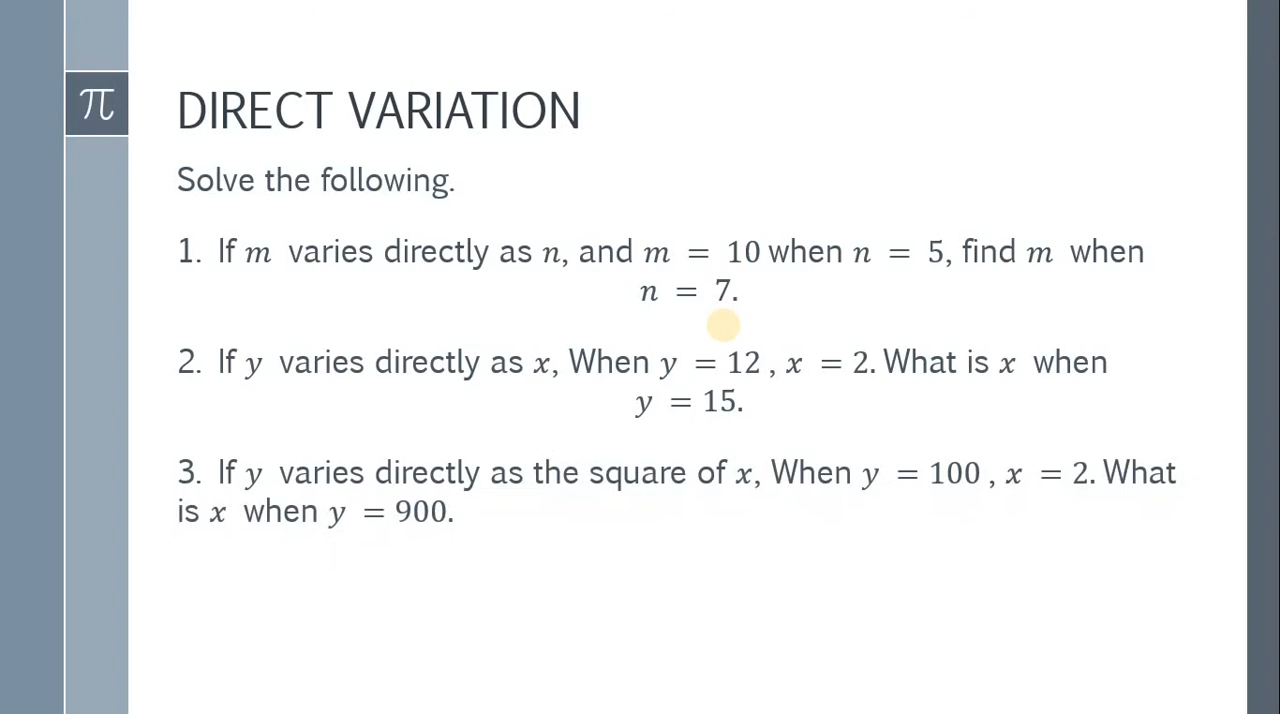 π
DIRECT VARIATION
Solve the following.
1. If m varies directly as n, and m = 10 when n = 5, find m when
n = 7.
2. If y varies directly as x, When y = 12 , x = 2. What is x when
y = 15.
3. If y varies directly as the square of x, When y = 100 , x = 2. What
is x when y = 900.